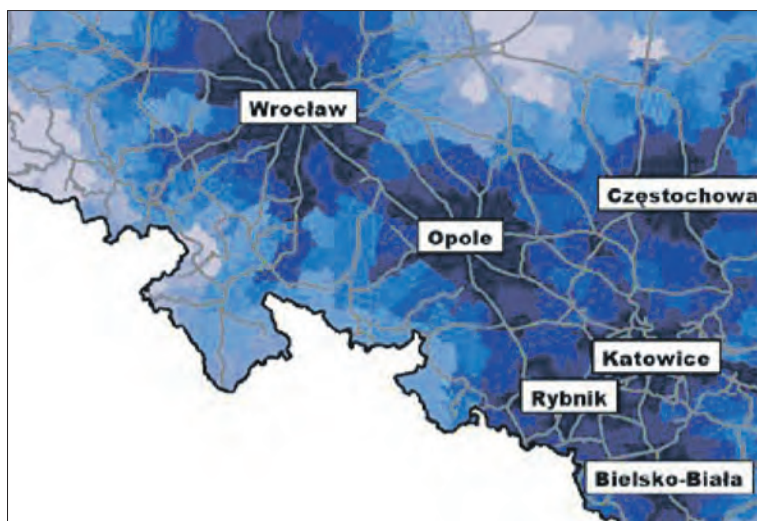 Wrocław
Częstochowa
Opole
Katowice
Rybnik
Bielsko-Biała